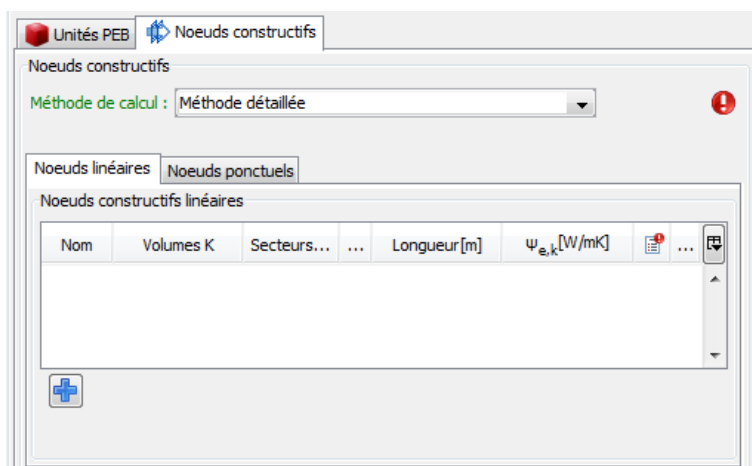 Unités PEB Noeuds constructifs
Noeuds constructifs
Méthode de calcul : Méthode détaillée
Noeuds linéaires Noeuds ponctuels
Noeuds constructifs linéaires
Nom Volumes K Secteurs... ... Longueur[m] Ψe,k[W/mK] ...